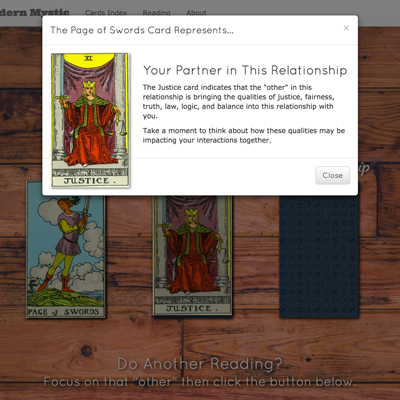 dern Mystic
Cards Index
Reading
About
The Page of Swords Card Represents...
×
XI
JUSTICE.
Your Partner in This Relationship
The Justice card indicates that the "other" in this
relationship is bringing the qualities of justice, fairness,
truth, law, logic, and balance into this relationship with
you.
Take a moment to think about how these qualities may be
impacting your interactions together.
Close
PAGE of SWORDS.
JUSTICE.
Do Another Reading?
Focus on that "other" then click the button below.